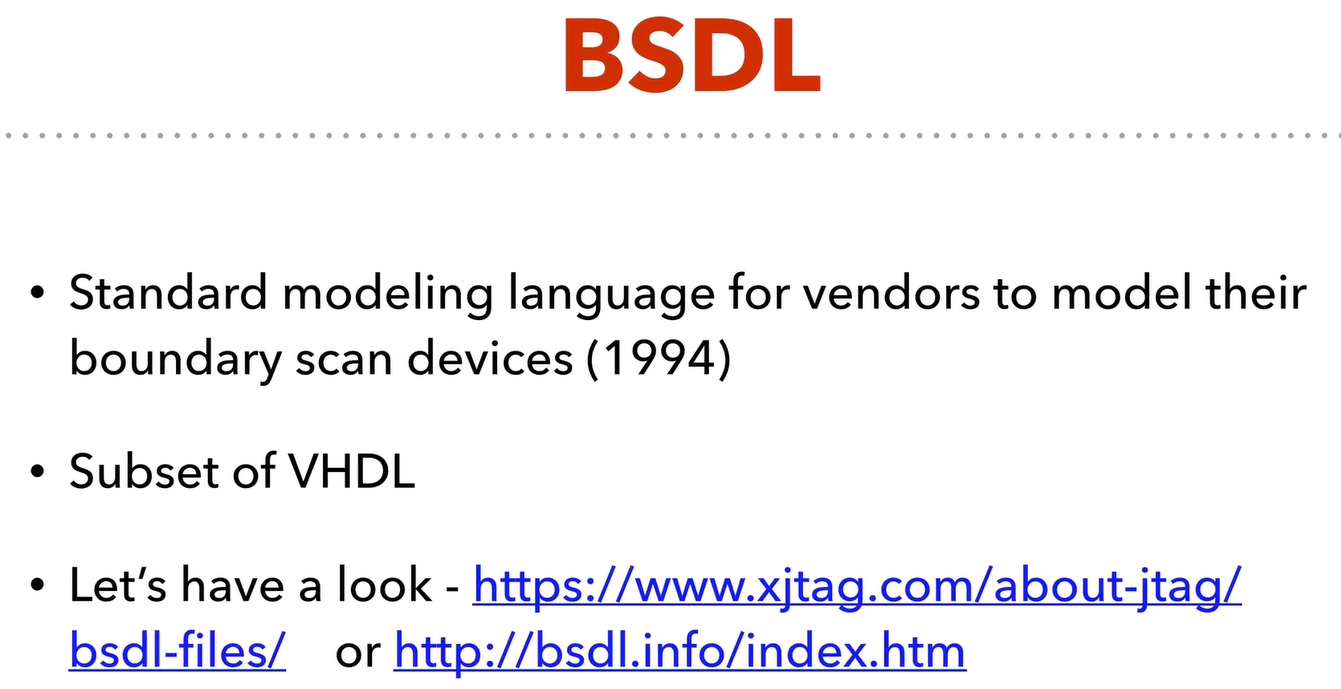 BSDL
• Standard modeling language for vendors to model their
boundary scan devices (1994)
• Subset of VHDL
• Let’s have a look - https://www.xjtag.com/about-jtag/
bsdl-files/ or http://bsdl.info/index.htm